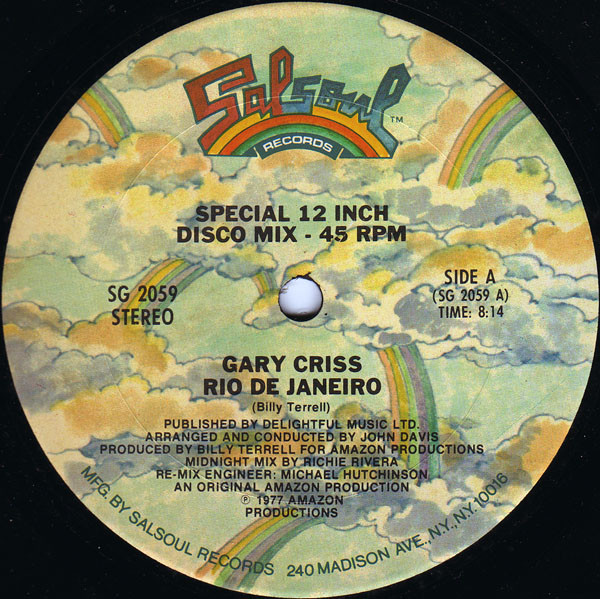 Salsoul
TM
RECORDS
SPECIAL 12 INCH
DISCO MIX - 45 RPM
SG 2059
STEREO
SIDE A
(SG 2059 A)
TIME: 8:14
GARY CRISS
RIO DE JANEIRO
(Billy Terrell)
PUBLISHED BY DELIGHTFUL MUSIC LTD.
ARRANGED AND CONDUCTED BY JOHN DAVIS
PRODUCED BY BILLY TERRELL FOR AMAZON PRODUCTIONS
MIDNIGHT MIX BY RICHIE RIVERA
RE-MIX ENGINEER: MICHAEL HUTCHINSON
AN ORIGINAL AMAZON PRODUCTION
℗ 1977 AMAZON
PRODUCTIONS
MFG. BY SALSOUL RECORDS 240 MADISON AVE., N.Y., N.Y. 10016